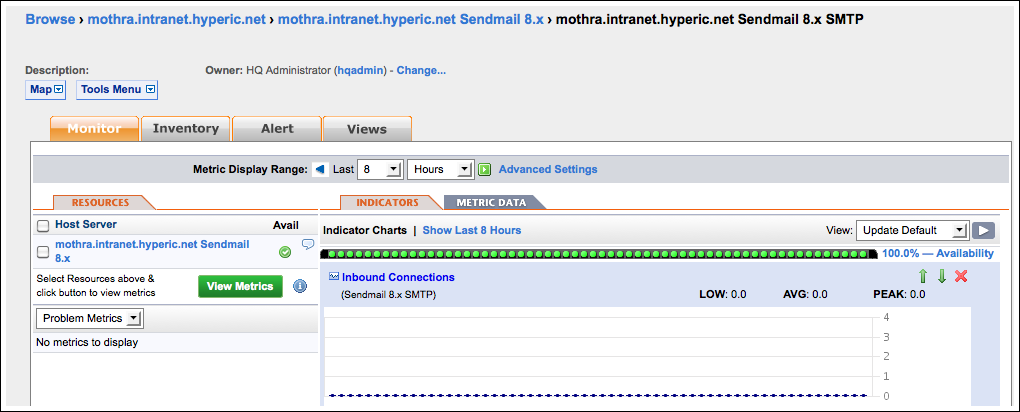 Browse › mothra.intranet.hyperic.net › mothra.intranet.hyperic.net Sendmail 8.x › mothra.intranet.hyperic.net Sendmail 8.x SMTP
Description: Owner: HQ Administrator (hqadmin) - Change...
Map Tools Menu
Monitor Inventory Alert Views
Metric Display Range: Last 8 Hours Advanced Settings
RESOURCES
Host Server Avail
mothra.intranet.hyperic.net Sendmail
8.x
Select Resources above &
click button to view metrics
View Metrics
Problem Metrics
No metrics to display
INDICATORS METRIC DATA
Indicator Charts | Show Last 8 Hours View: Update Default
100.0% — Availability
Inbound Connections
(Sendmail 8.x SMTP) LOW: 0.0 AVG: 0.0 PEAK: 0.0
4
3
2
1
0